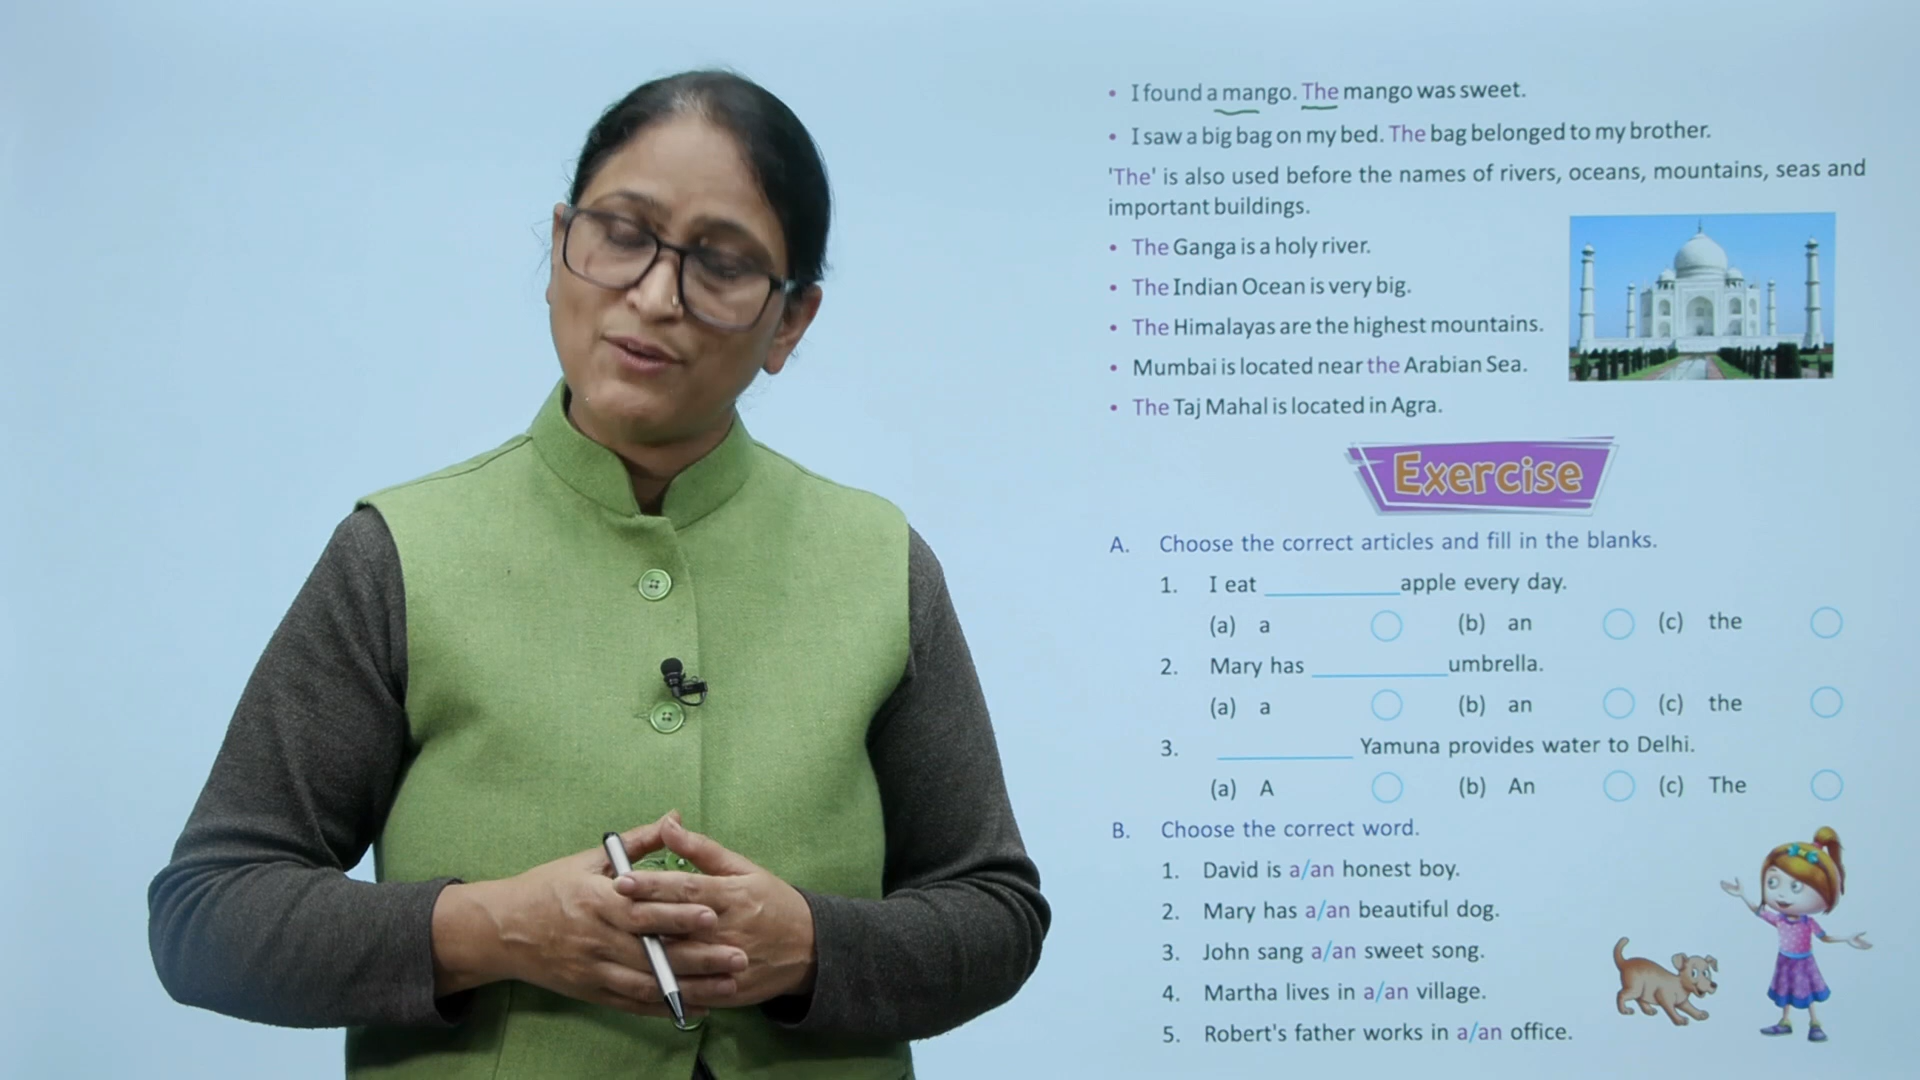 • I found a mango. The mango was sweet.
• I saw a big bag on my bed. The bag belonged to my brother.
'The' is also used before the names of rivers, oceans, mountains, seas and
important buildings.
• The Ganga is a holy river.
• The Indian Ocean is very big.
• The Himalayas are the highest mountains.
• Mumbai is located near the Arabian Sea.
• The Taj Mahal is located in Agra.
Exercise
A. Choose the correct articles and fill in the blanks.
1. I eat __________ apple every day.
(a) a (b) an (c) the
2. Mary has __________ umbrella.
(a) a (b) an (c) the
3. __________ Yamuna provides water to Delhi.
(a) A (b) An (c) The
B. Choose the correct word.
1. David is a/an honest boy.
2. Mary has a/an beautiful dog.
3. John sang a/an sweet song.
4. Martha lives in a/an village.
5. Robert's father works in a/an office.